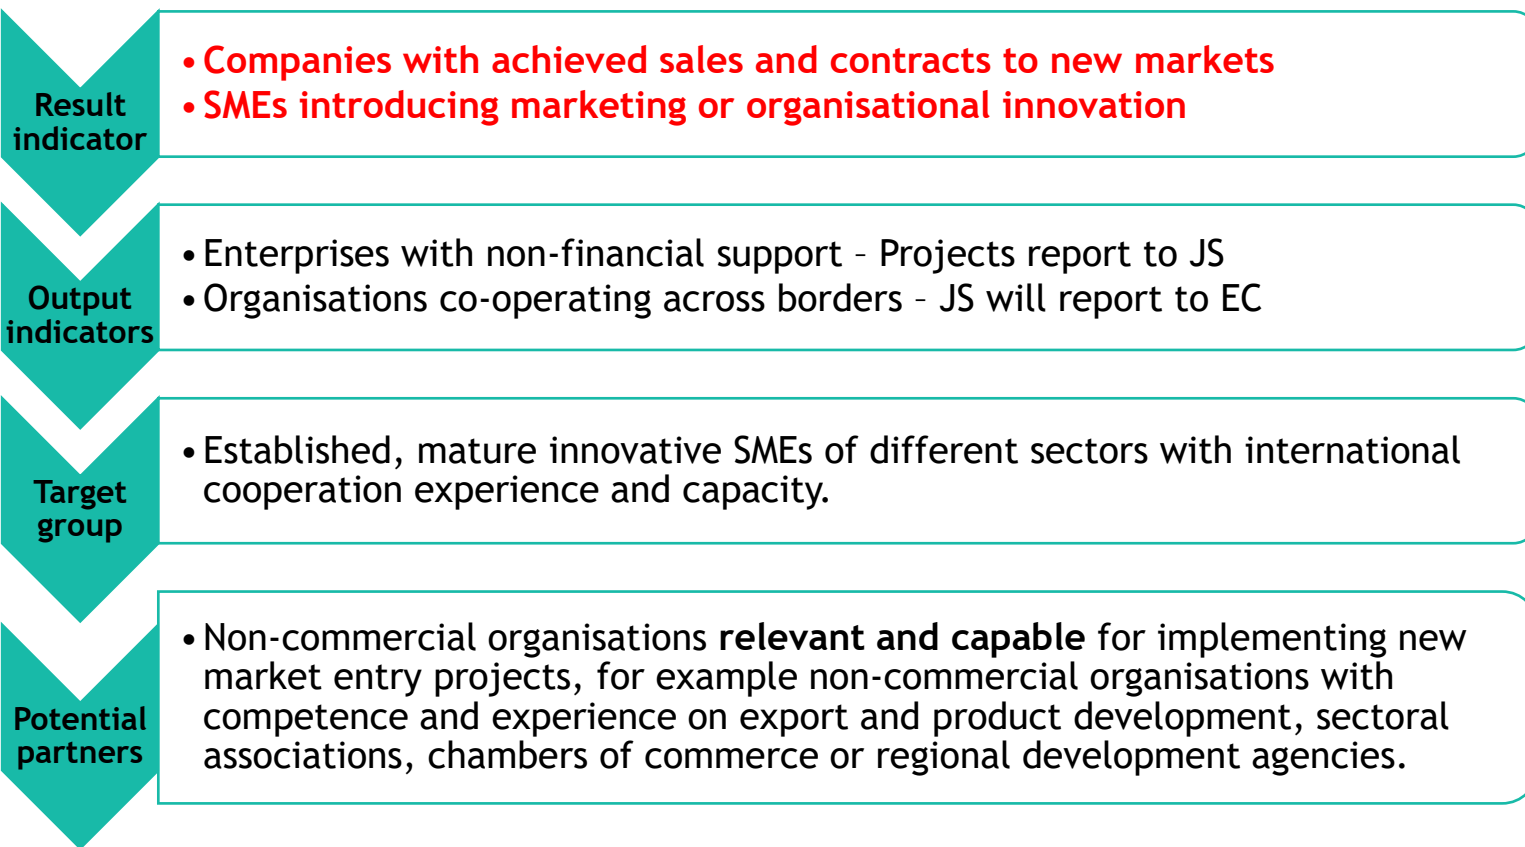 Result
indicator
• Companies with achieved sales and contracts to new markets
• SMEs introducing marketing or organisational innovation
Output
indicators
• Enterprises with non-financial support – Projects report to JS
• Organisations co-operating across borders – JS will report to EC
Target
group
• Established, mature innovative SMEs of different sectors with international
cooperation experience and capacity.
Potential
partners
• Non-commercial organisations relevant and capable for implementing new
market entry projects, for example non-commercial organisations with
competence and experience on export and product development, sectoral
associations, chambers of commerce or regional development agencies.